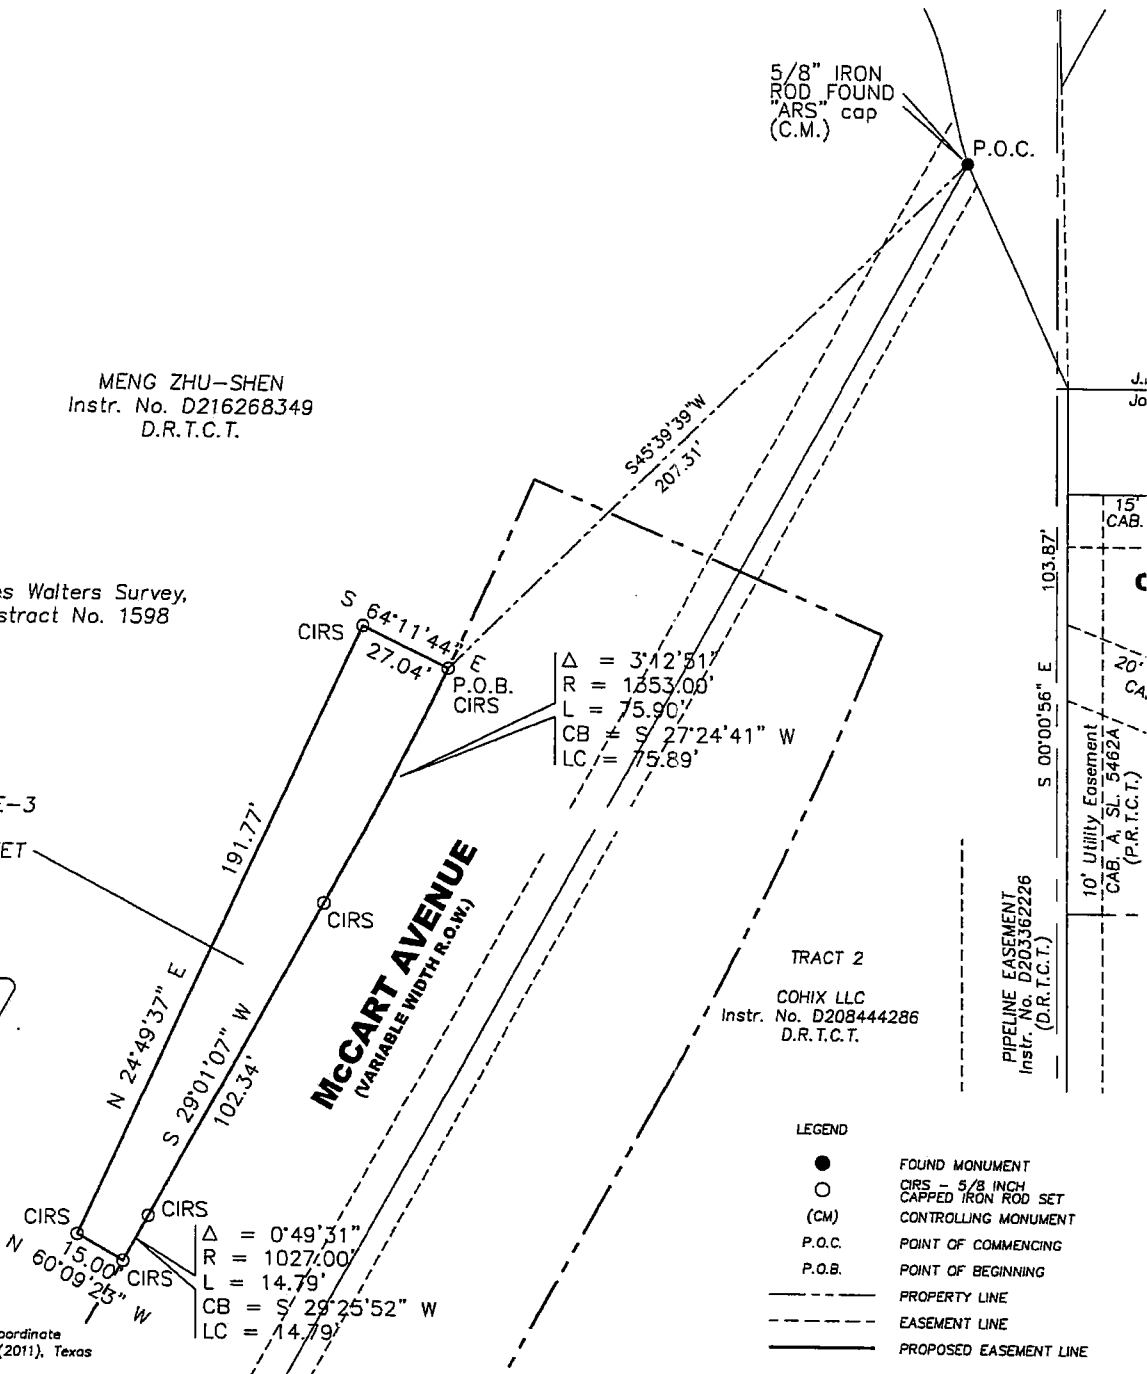 5/8" IRON
ROD FOUND
"ARS" cap
(C.M.)
P.O.C.
MENG ZHU-SHEN
Instr. No. D216268349
D.R.T.C.T.
S45°39'39"W
207.31'
es Walters Survey,
stract No. 1598
S 64°11'44" E
27.04'
CIRS
P.O.B.
CIRS
Δ = 3°12'51"
R = 1353.00'
L = 75.90'
CB = S 27°24'41" W
LC = 75.89'
E-3
ET
191.77'
N 24°49'37" E
CIRS
S 29°01'07" W
102.34'
McCART AVENUE
(VARIABLE WIDTH R.O.W.)
CIRS
CIRS
15.00'
N 60°09'23" W
CIRS
Δ = 0°49'31"
R = 1027.00'
L = 14.79'
CB = S 29°25'52" W
LC = 14.79'
oordinate
(2011), Texas
J.
Jo
15'
CAB.
S 00°00'56" E 103.87'
20'
CA
10' Utility Easement
CAB. A, SL. 5462A
(P.R.T.C.T.)
PIPELINE EASEMENT
Instr. No. D203362226
(D.R.T.C.T.)
TRACT 2
COHIX LLC
Instr. No. D208444286
D.R.T.C.T.
LEGEND
FOUND MONUMENT
CIRS - 5/8 INCH
CAPPED IRON ROD SET
(CM) CONTROLLING MONUMENT
P.O.C. POINT OF COMMENCING
P.O.B. POINT OF BEGINNING
PROPERTY LINE
EASEMENT LINE
PROPOSED EASEMENT LINE